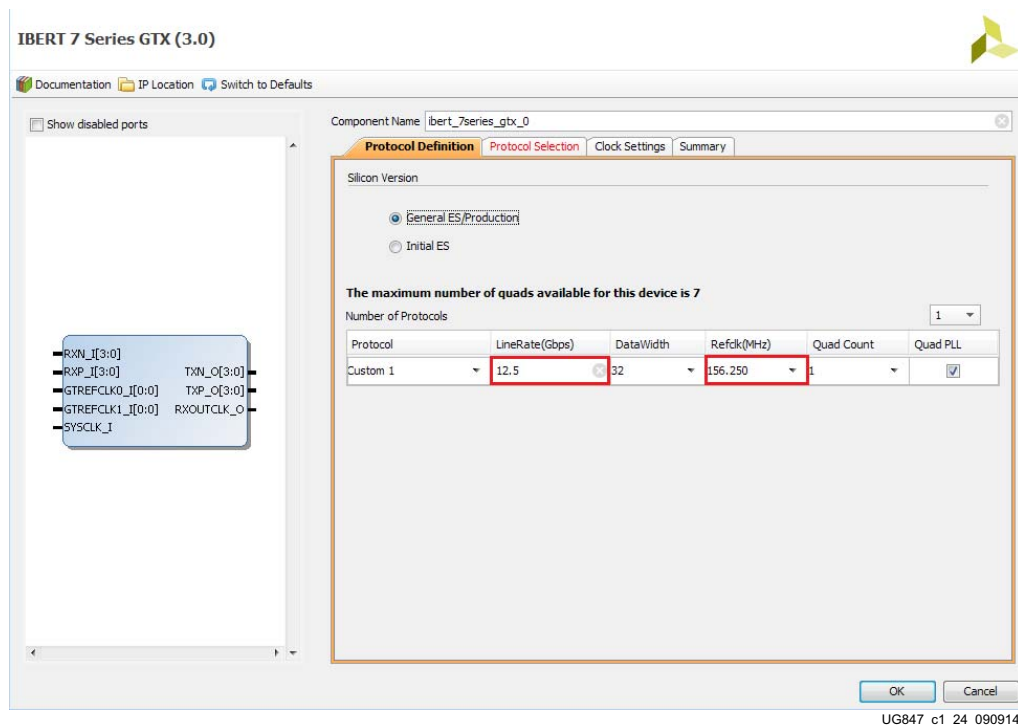 IBERT 7 Series GTX (3.0)
Documentation IP Location Switch to Defaults
Show disabled ports
Component Name ibert_7series_gtx_0
Protocol Definition Protocol Selection Clock Settings Summary
Silicon Version
General ES/Production
Initial ES
The maximum number of quads available for this device is 7
Number of Protocols 1
Protocol LineRate(Gbps) DataWidth Refclk(MHz) Quad Count Quad PLL
Custom 1 12.5 32 156.250 1
RXN_I[3:0]
RXP_I[3:0] TXN_O[3:0]
GTREFCLK0_I[0:0] TXP_O[3:0]
GTREFCLK1_I[0:0] RXOUTCLK_O
SYSCLK_I
OK Cancel
UG847_c1_24_090914